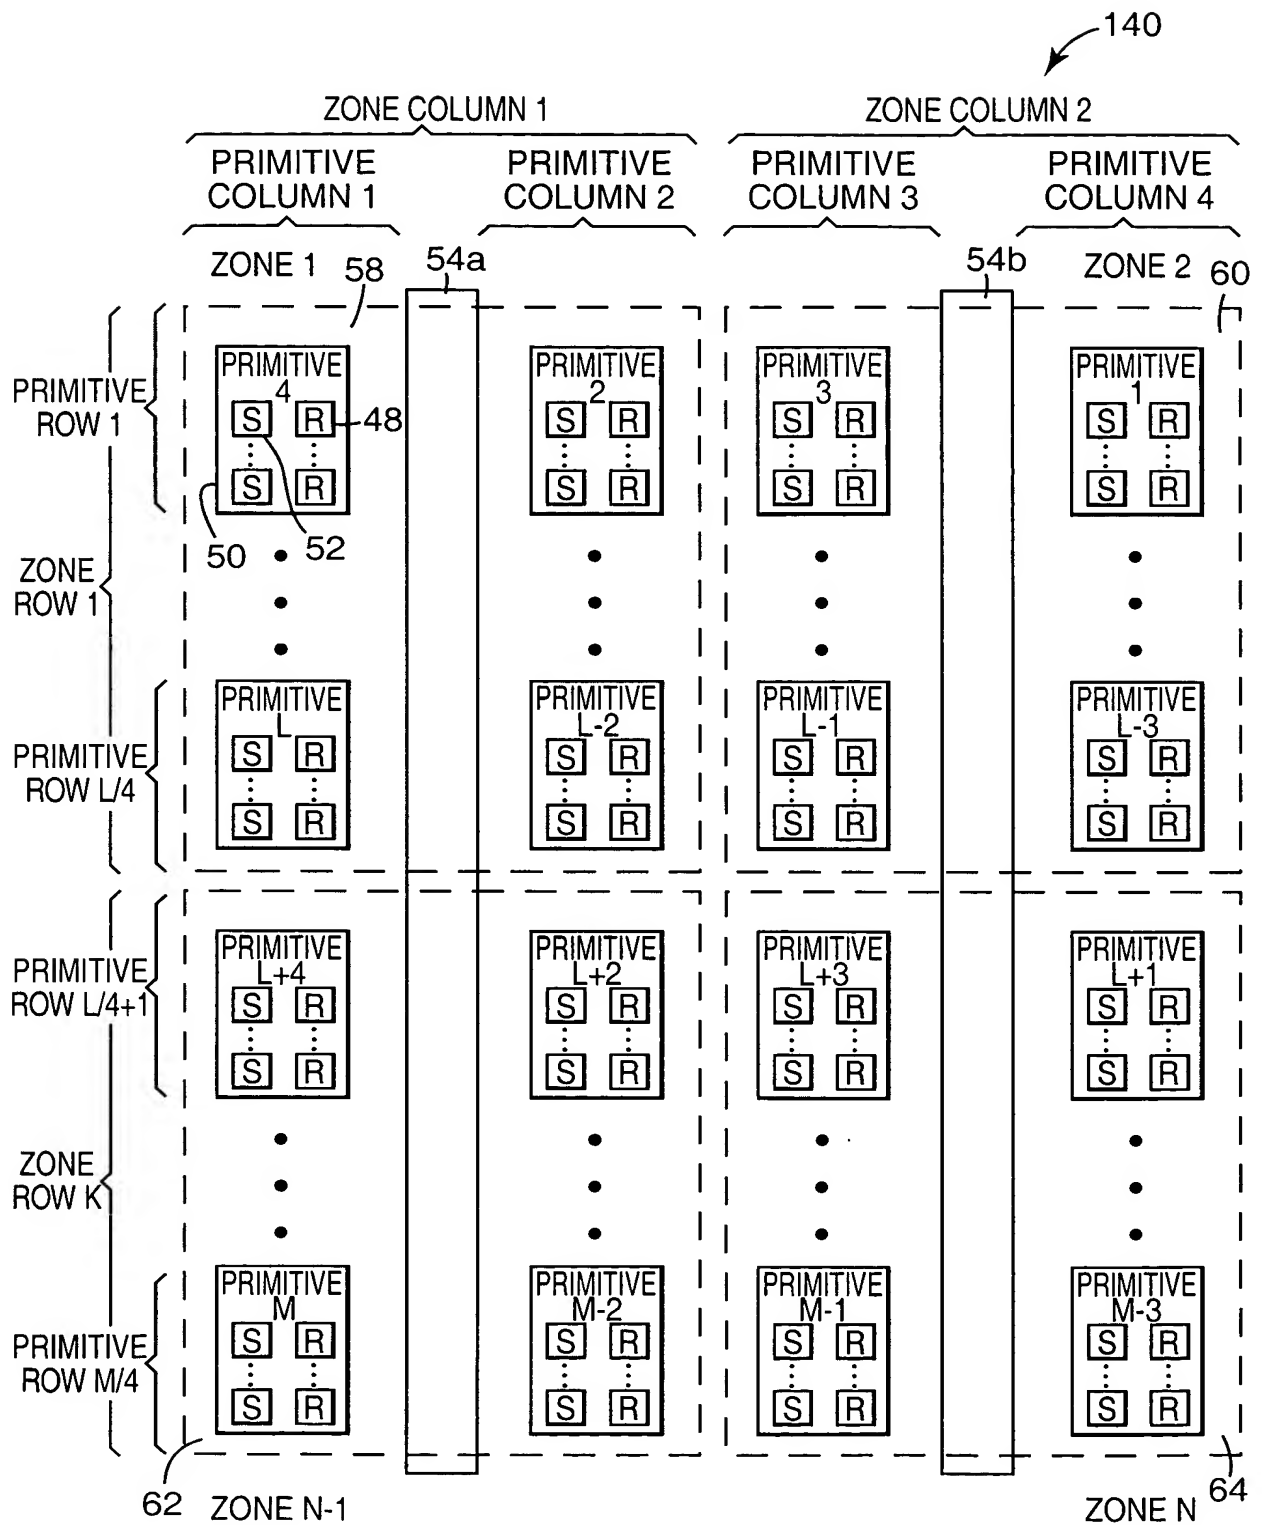 140
ZONE COLUMN 1
ZONE COLUMN 2
PRIMITIVE
COLUMN 1
PRIMITIVE
COLUMN 2
PRIMITIVE
COLUMN 3
PRIMITIVE
COLUMN 4
ZONE 1
58
54a
54b
ZONE 2
60
PRIMITIVE
ROW 1
PRIMITIVE
4
S R
48
S R
50
52
PRIMITIVE
2
S R
S R
PRIMITIVE
3
S R
S R
PRIMITIVE
1
S R
S R
ZONE
ROW 1
PRIMITIVE
ROW L/4
PRIMITIVE
L
S R
S R
PRIMITIVE
L-2
S R
S R
PRIMITIVE
L-1
S R
S R
PRIMITIVE
L-3
S R
S R
PRIMITIVE
ROW L/4+1
PRIMITIVE
L+4
S R
S R
PRIMITIVE
L+2
S R
S R
PRIMITIVE
L+3
S R
S R
PRIMITIVE
L+1
S R
S R
ZONE
ROW K
PRIMITIVE
ROW M/4
PRIMITIVE
M
S R
S R
PRIMITIVE
M-2
S R
S R
PRIMITIVE
M-1
S R
S R
PRIMITIVE
M-3
S R
S R
62
ZONE N-1
ZONE N
64